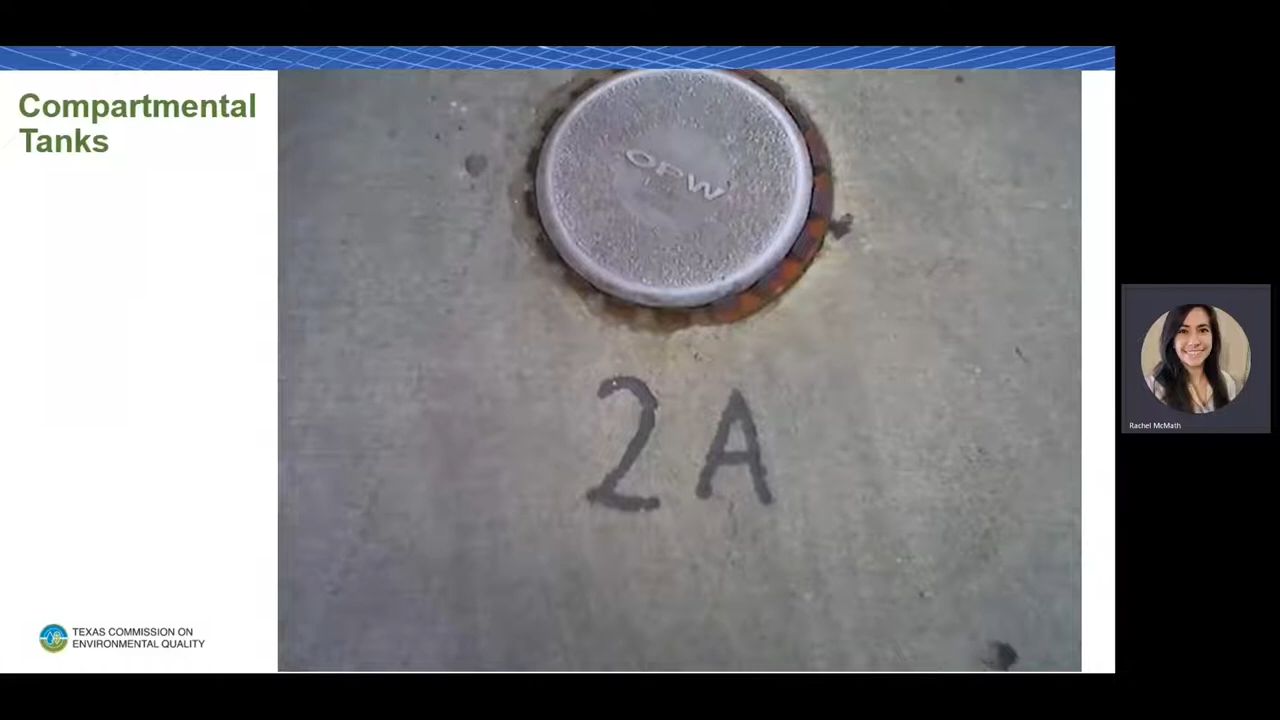 Compartmental
Tanks
OPW
2A
TEXAS COMMISSION ON
ENVIRONMENTAL QUALITY
Rachel McMath